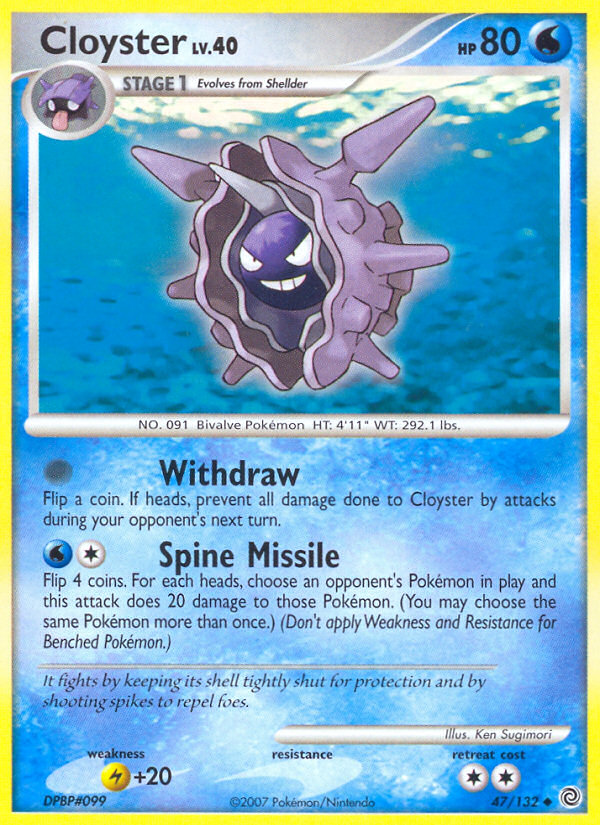 Cloyster LV.40 HP 80
STAGE 1 Evolves from Shellder
NO. 091 Bivalve Pokémon HT: 4'11" WT: 292.1 lbs.
Withdraw
Flip a coin. If heads, prevent all damage done to Cloyster by attacks
during your opponent's next turn.
Spine Missile
Flip 4 coins. For each heads, choose an opponent's Pokémon in play and
this attack does 20 damage to those Pokémon. (You may choose the
same Pokémon more than once.) (Don't apply Weakness and Resistance for
Benched Pokémon.)
It fights by keeping its shell tightly shut for protection and by
shooting spikes to repel foes.
Illus. Ken Sugimori
weakness resistance retreat cost
+20
DPBP#099 ©2007 Pokémon/Nintendo 47/132